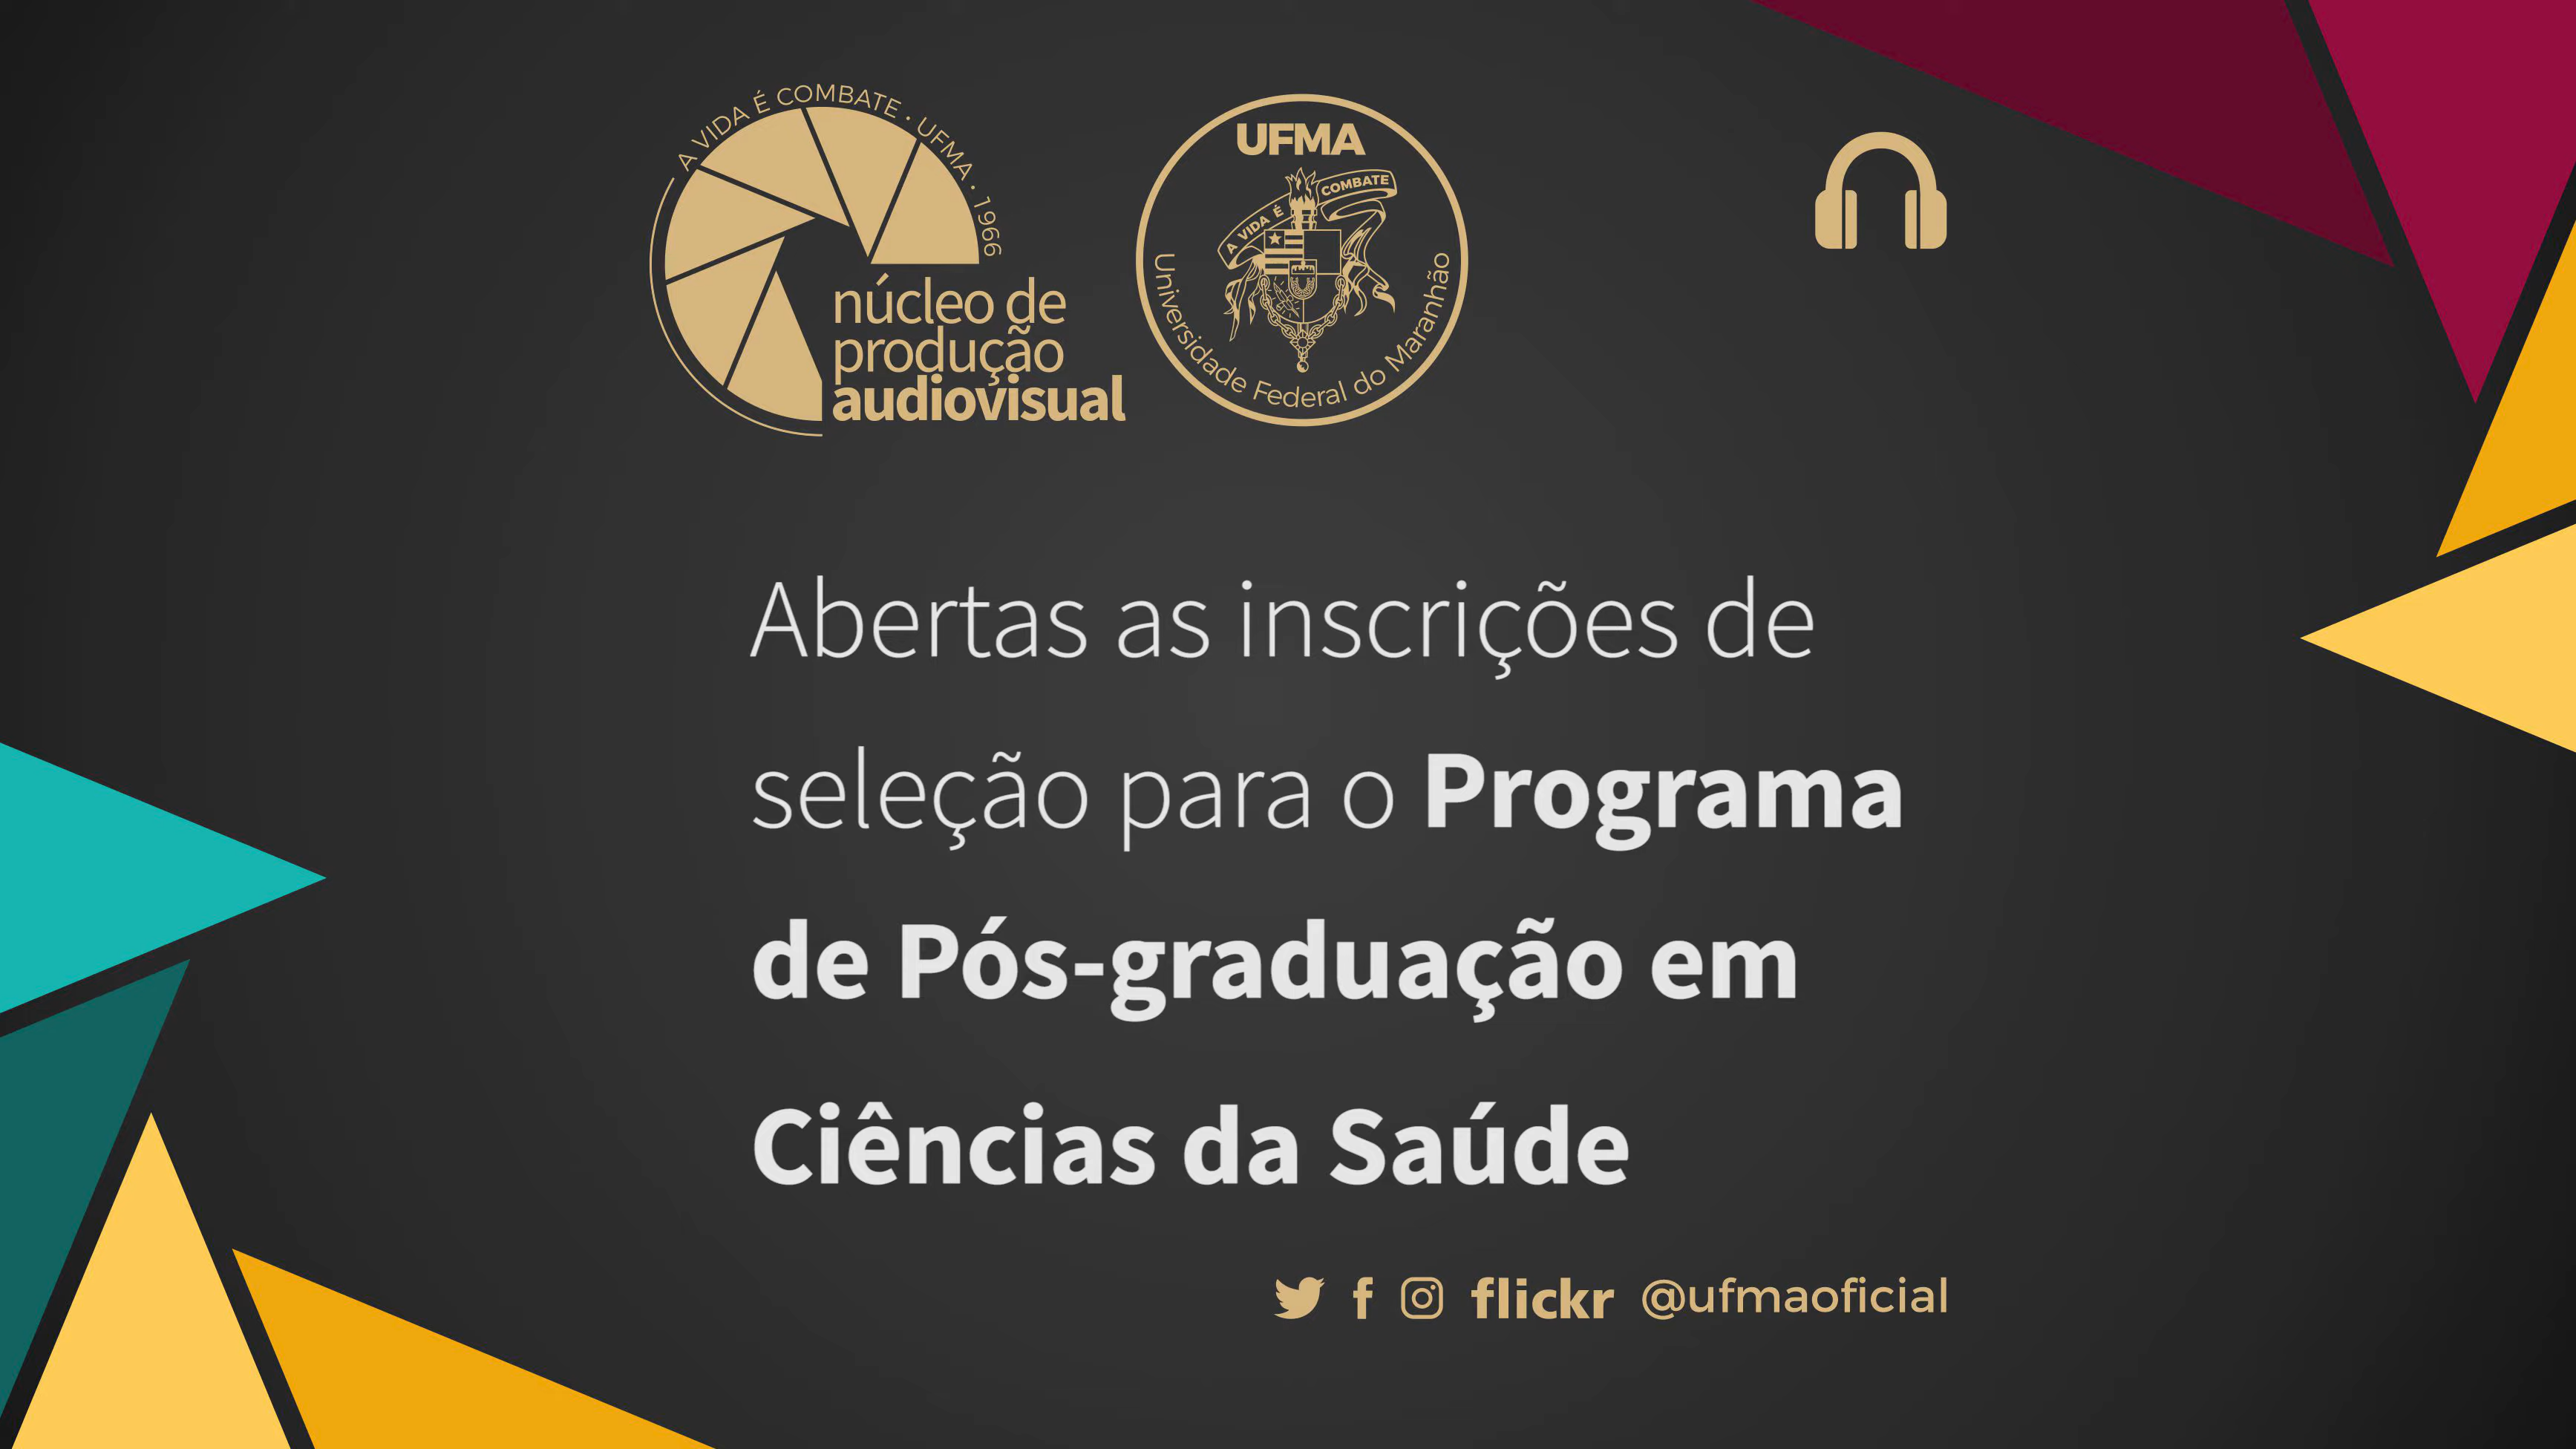 A VIDA É COMBATE • UFMA • 1966
núcleo de
produção
audiovisual
UFMA
A VIDA É COMBATE
Universidade Federal do Maranhão
Abertas as inscrições de
seleção para o Programa
de Pós-graduação em
Ciências da Saúde
f flickr @ufmaoficial